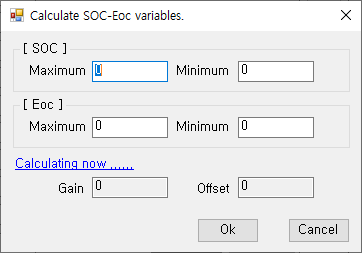 Calculate SOC-Eoc variables.
[ SOC ]
Maximum 0 Minimum 0
[ Eoc ]
Maximum 0 Minimum 0
Calculating now ......
Gain 0 Offset 0
Ok Cancel